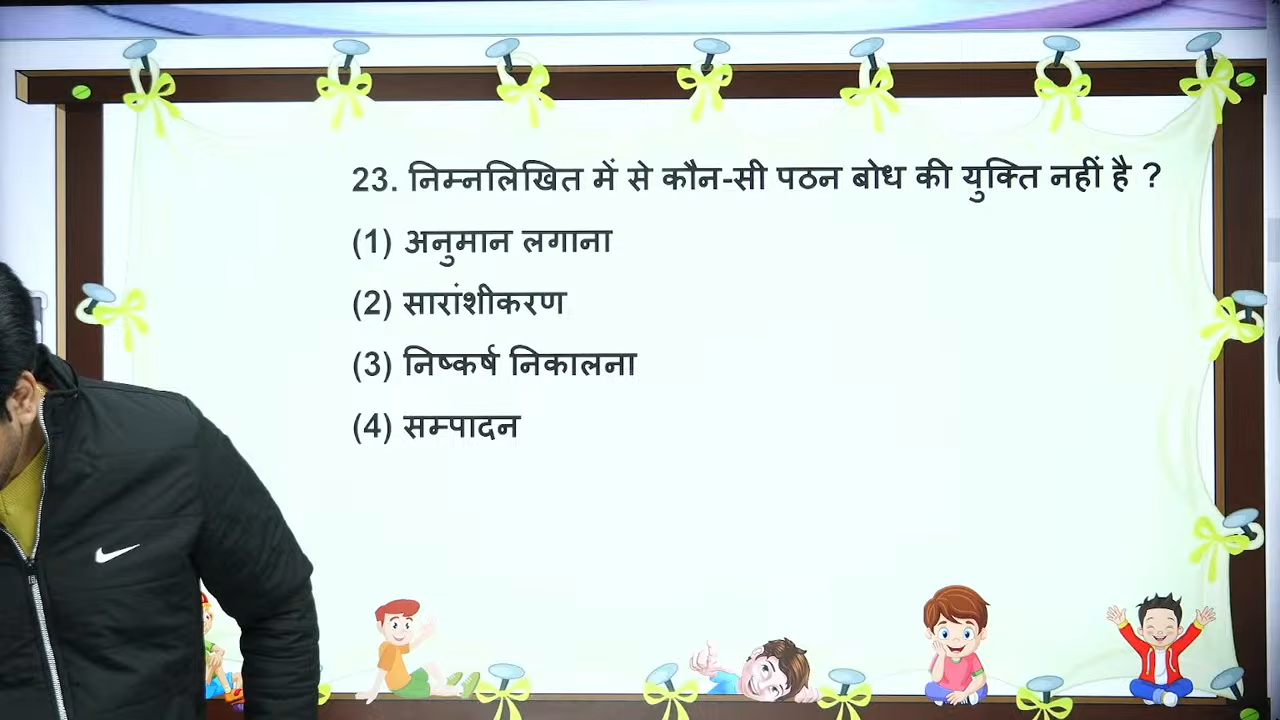 23. निम्नलिखित में से कौन-सी पठन बोध की युक्ति नहीं है ?
(1) अनुमान लगाना
(2) सारांशीकरण
(3) निष्कर्ष निकालना
(4) सम्पादन